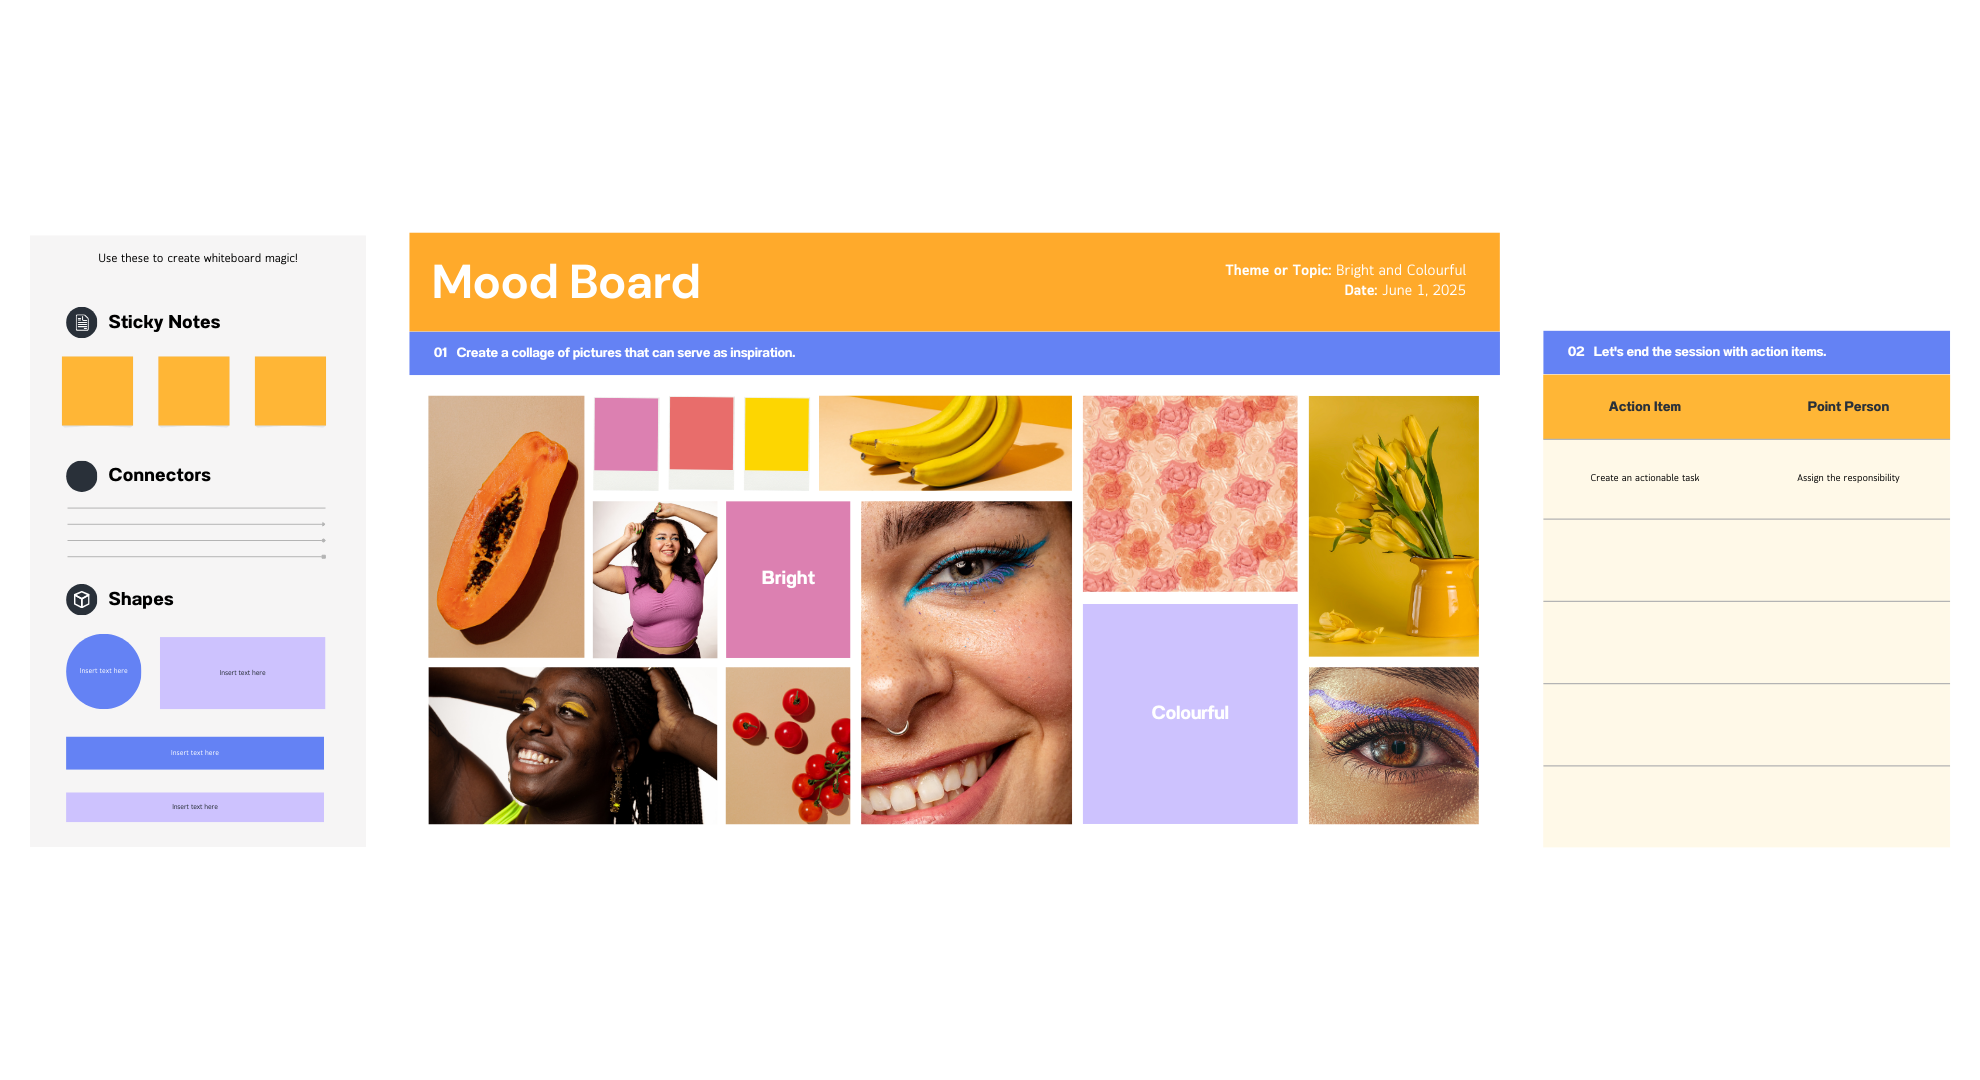 Use these to create whiteboard magic!
Sticky Notes
Connectors
Shapes
Insert text here
Insert text here
Insert text here
Insert text here
Mood Board
Theme or Topic: Bright and Colourful
Date: June 1, 2025
01 Create a collage of pictures that can serve as inspiration.
Bright
Colourful
02 Let's end the session with action items.
Action Item Point Person
Create an actionable task Assign the responsibility